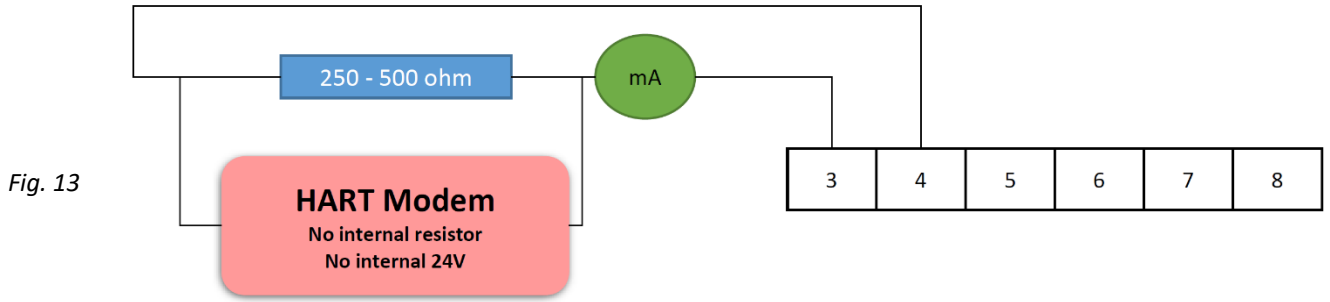 250 - 500 ohm
mA
Fig. 13
HART Modem
No internal resistor
No internal 24V
3 4 5 6 7 8